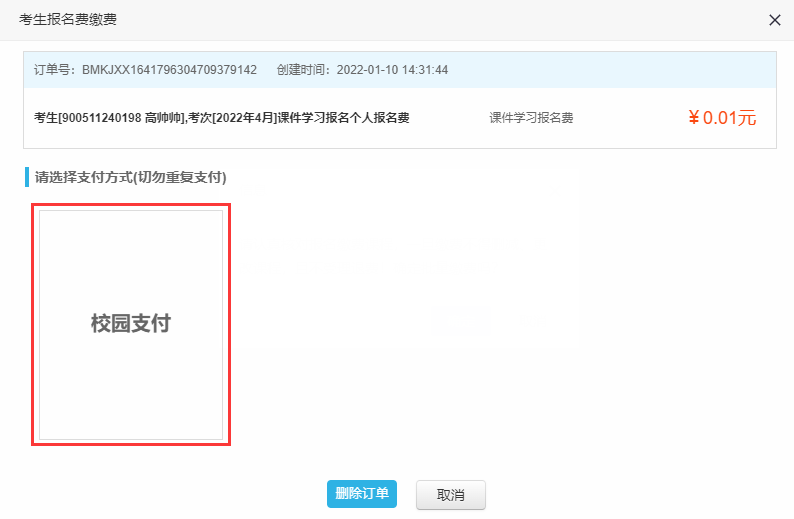 考生报名费缴费
订单号：BMKJXX1641796304709379142 创建时间：2022-01-10 14:31:44
考生[900511240198 高帅帅],考次[2022年4月]课件学习报名个人报名费 课件学习报名费 ¥0.01元
请选择支付方式(切勿重复支付)
校园支付
删除订单 取消